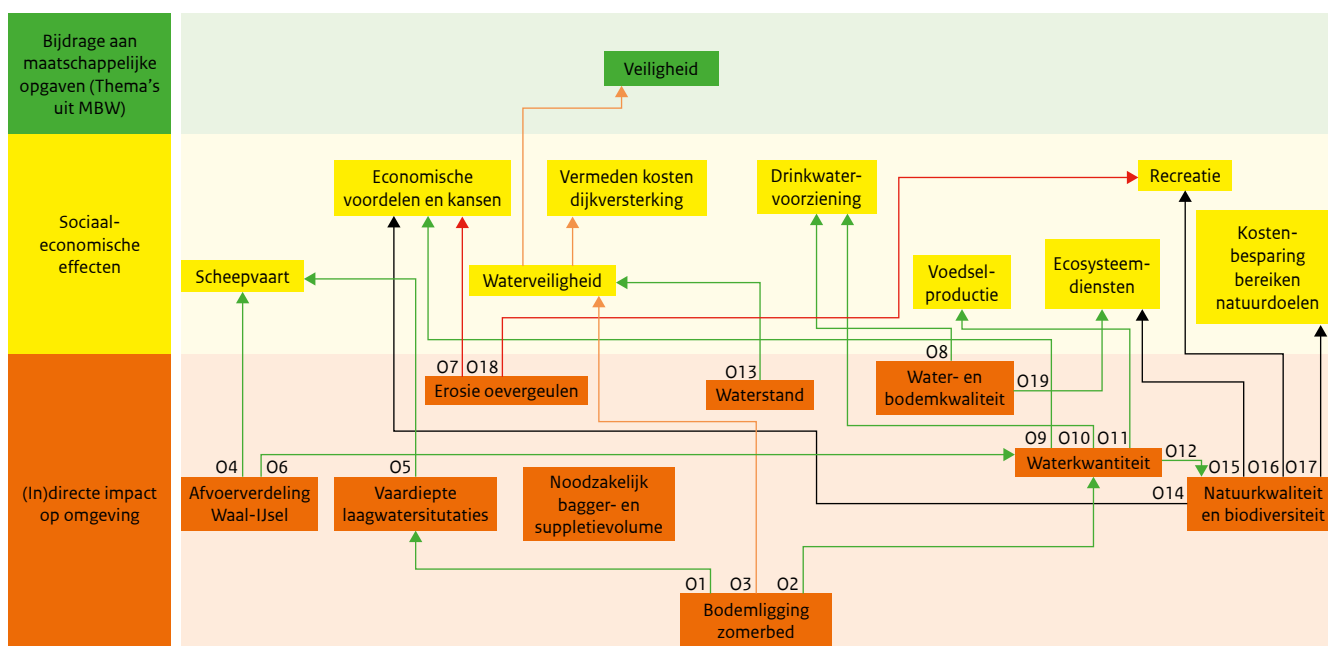 Bijdrage aan
maatschappelijke
opgaven (Thema's
uit MBW)
Veiligheid
Sociaal-
economische
effecten
Economische
voordelen en kansen
Vermeden kosten
dijkversterking
Drinkwater-
voorziening
Recreatie
Scheepvaart
Waterveiligheid
Voedsel-
productie
Ecosysteem-
diensten
Kosten-
besparing
bereiken
natuurdoelen
(In)directe impact
op omgeving
O7 O18
Erosie oevergeulen
O13
Waterstand
O8
Water- en
bodemkwaliteit
O19
O9 O10 O11
Waterkwantiteit
O12
O4 O6
Afvoerverdeling
Waal-IJsel
O5
Vaardiepte
laagwatersitutaties
Noodzakelijk
bagger- en
suppletievolume
O15 O16 O17
O14
Natuurkwaliteit
en biodiversiteit
O1 O3 O2
Bodemligging
zomerbed